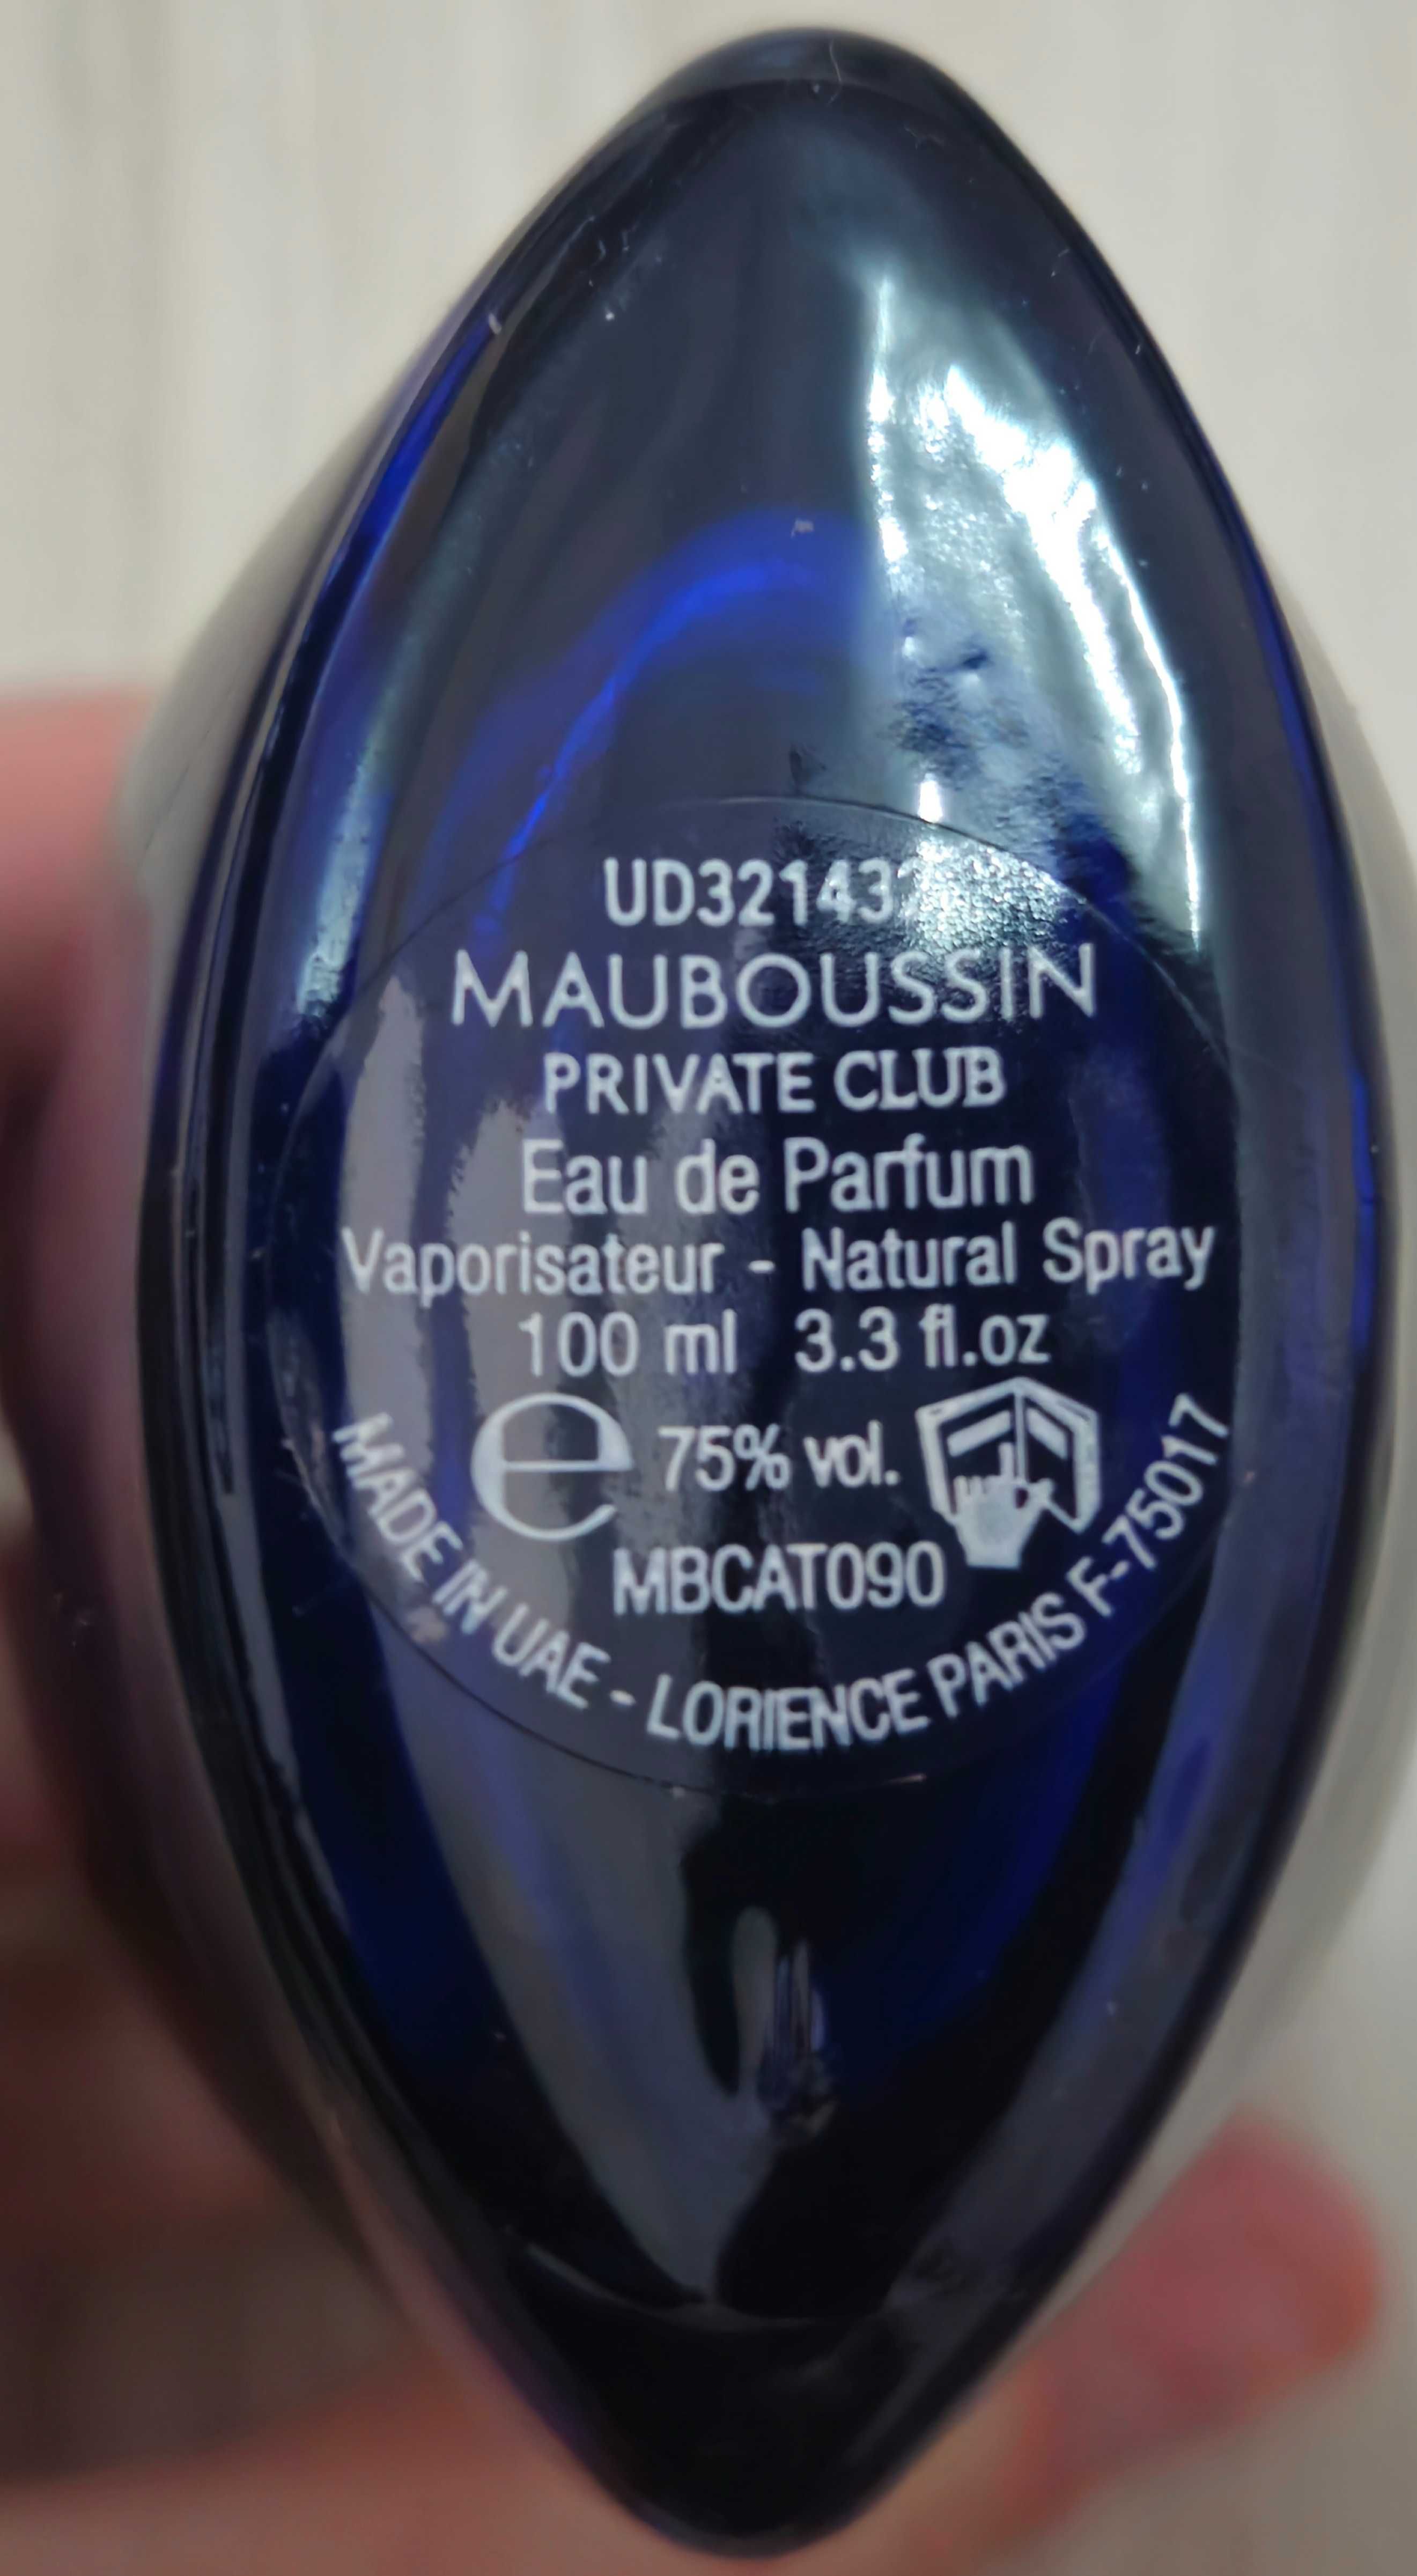 MAUBOUSSIN
PRIVATE CLUB
Eau de Parfum
Vaporisateur - Natural Spray
100 ml 3.3 fl.oz
e 75% vol.
MBCAT090
MADE IN UAE - LORIENCE PARIS F-75017